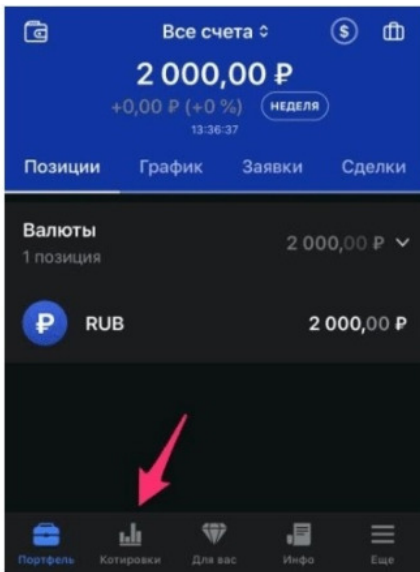 Все счета
$
2 000,00 ₽
+0,00 ₽ (+0 %) НЕДЕЛЯ
13:36:37
Позиции График Заявки Сделки
Валюты 2 000,00 ₽
1 позиция
₽ RUB 2 000,00 ₽
Портфель Котировки Для вас Инфо Еще